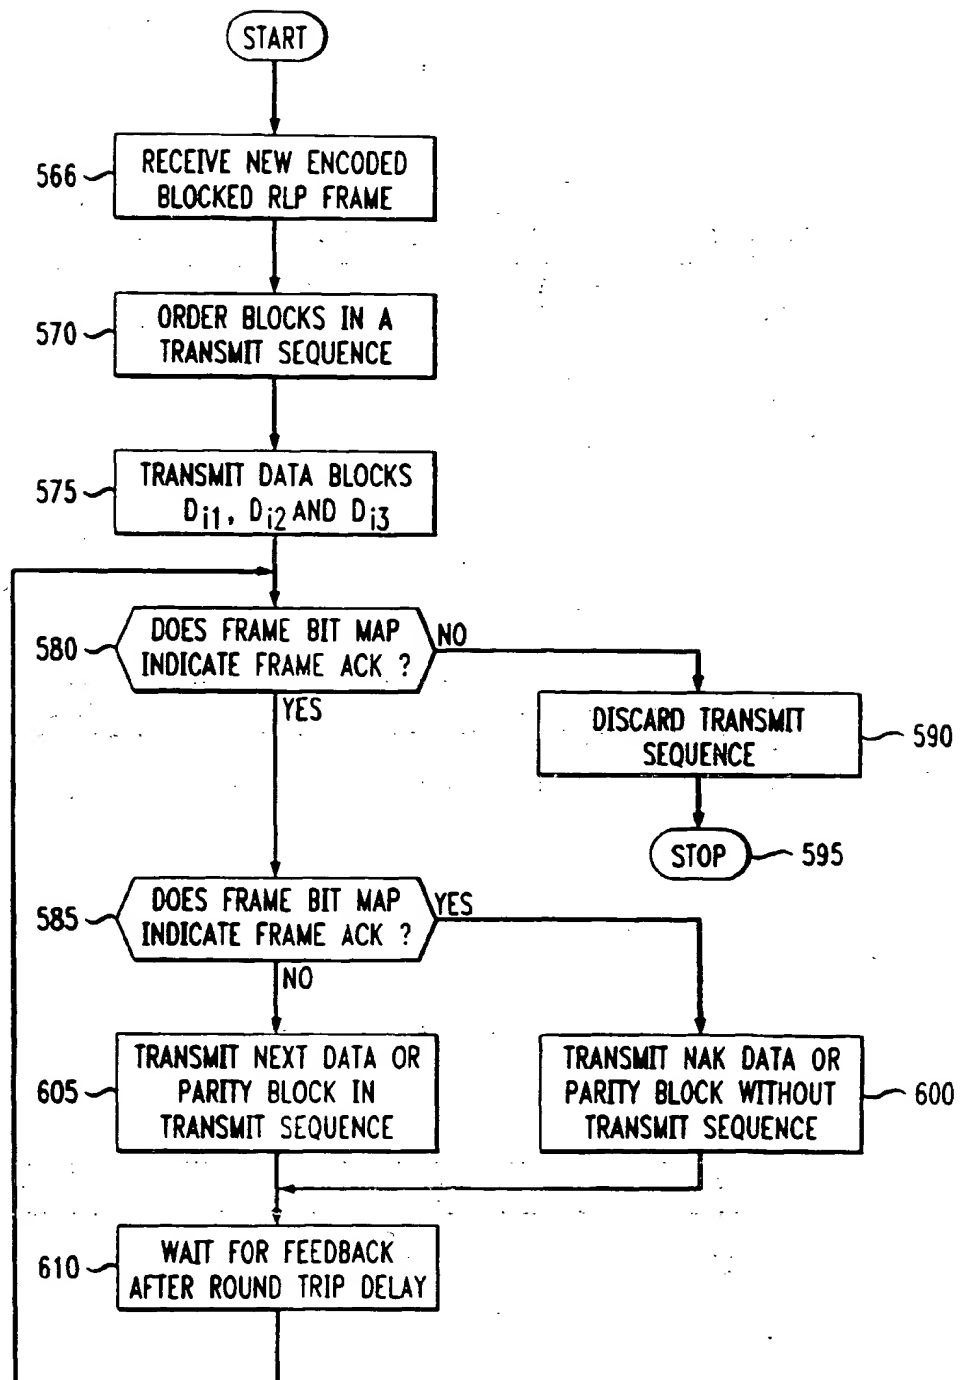 START
566
RECEIVE NEW ENCODED
BLOCKED RLP FRAME
570
ORDER BLOCKS IN A
TRANSMIT SEQUENCE
575
TRANSMIT DATA BLOCKS
Di1, Di2 AND Di3
580
DOES FRAME BIT MAP
INDICATE FRAME ACK ?
NO
YES
DISCARD TRANSMIT
SEQUENCE
590
STOP
595
585
DOES FRAME BIT MAP
INDICATE FRAME ACK ?
YES
NO
605
TRANSMIT NEXT DATA OR
PARITY BLOCK IN
TRANSMIT SEQUENCE
TRANSMIT NAK DATA OR
PARITY BLOCK WITHOUT
TRANSMIT SEQUENCE
600
610
WAIT FOR FEEDBACK
AFTER ROUND TRIP DELAY